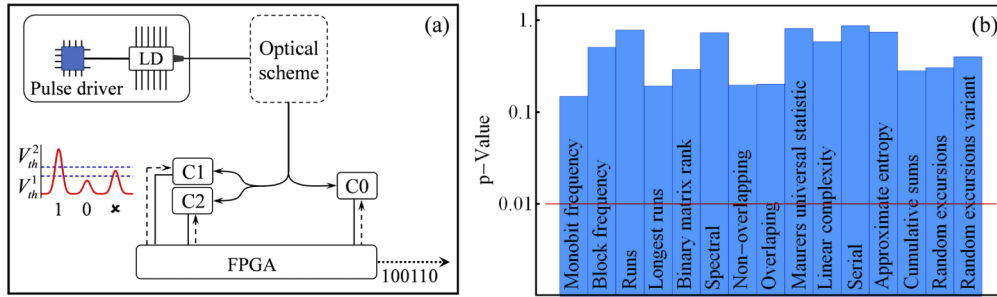 (a)
LD
Pulse driver
Optical
scheme
V_th^2
V_th^1
1 0 ×
C1
C2
C0
FPGA
100110
(b)
p-Value
1.
0.1
0.01
Monobit frequency
Block frequency
Runs
Longest runs
Binary matrix rank
Spectral
Non-overlapping
Overlaping
Maurers universal statistic
Linear complexity
Serial
Approximate entropy
Cumulative sums
Random excursions
Random excursions variant